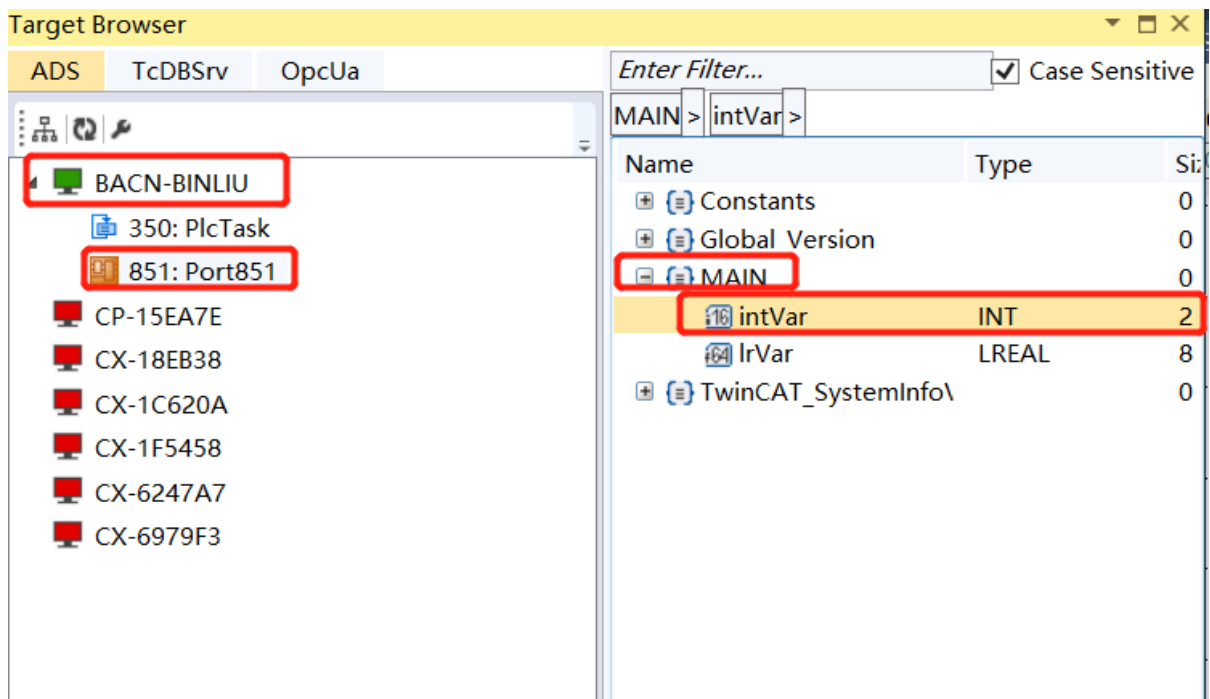 Target Browser
ADS TcDBSrv OpcUa
Enter Filter... Case Sensitive
MAIN > intVar >
Name Type Siz
BACN-BINLIU
350: PlcTask
851: Port851
CP-15EA7E
CX-18EB38
CX-1C620A
CX-1F5458
CX-6247A7
CX-6979F3
Constants 0
Global_Version 0
MAIN 0
intVar INT 2
lrVar LREAL 8
TwinCAT_SystemInfo\ 0